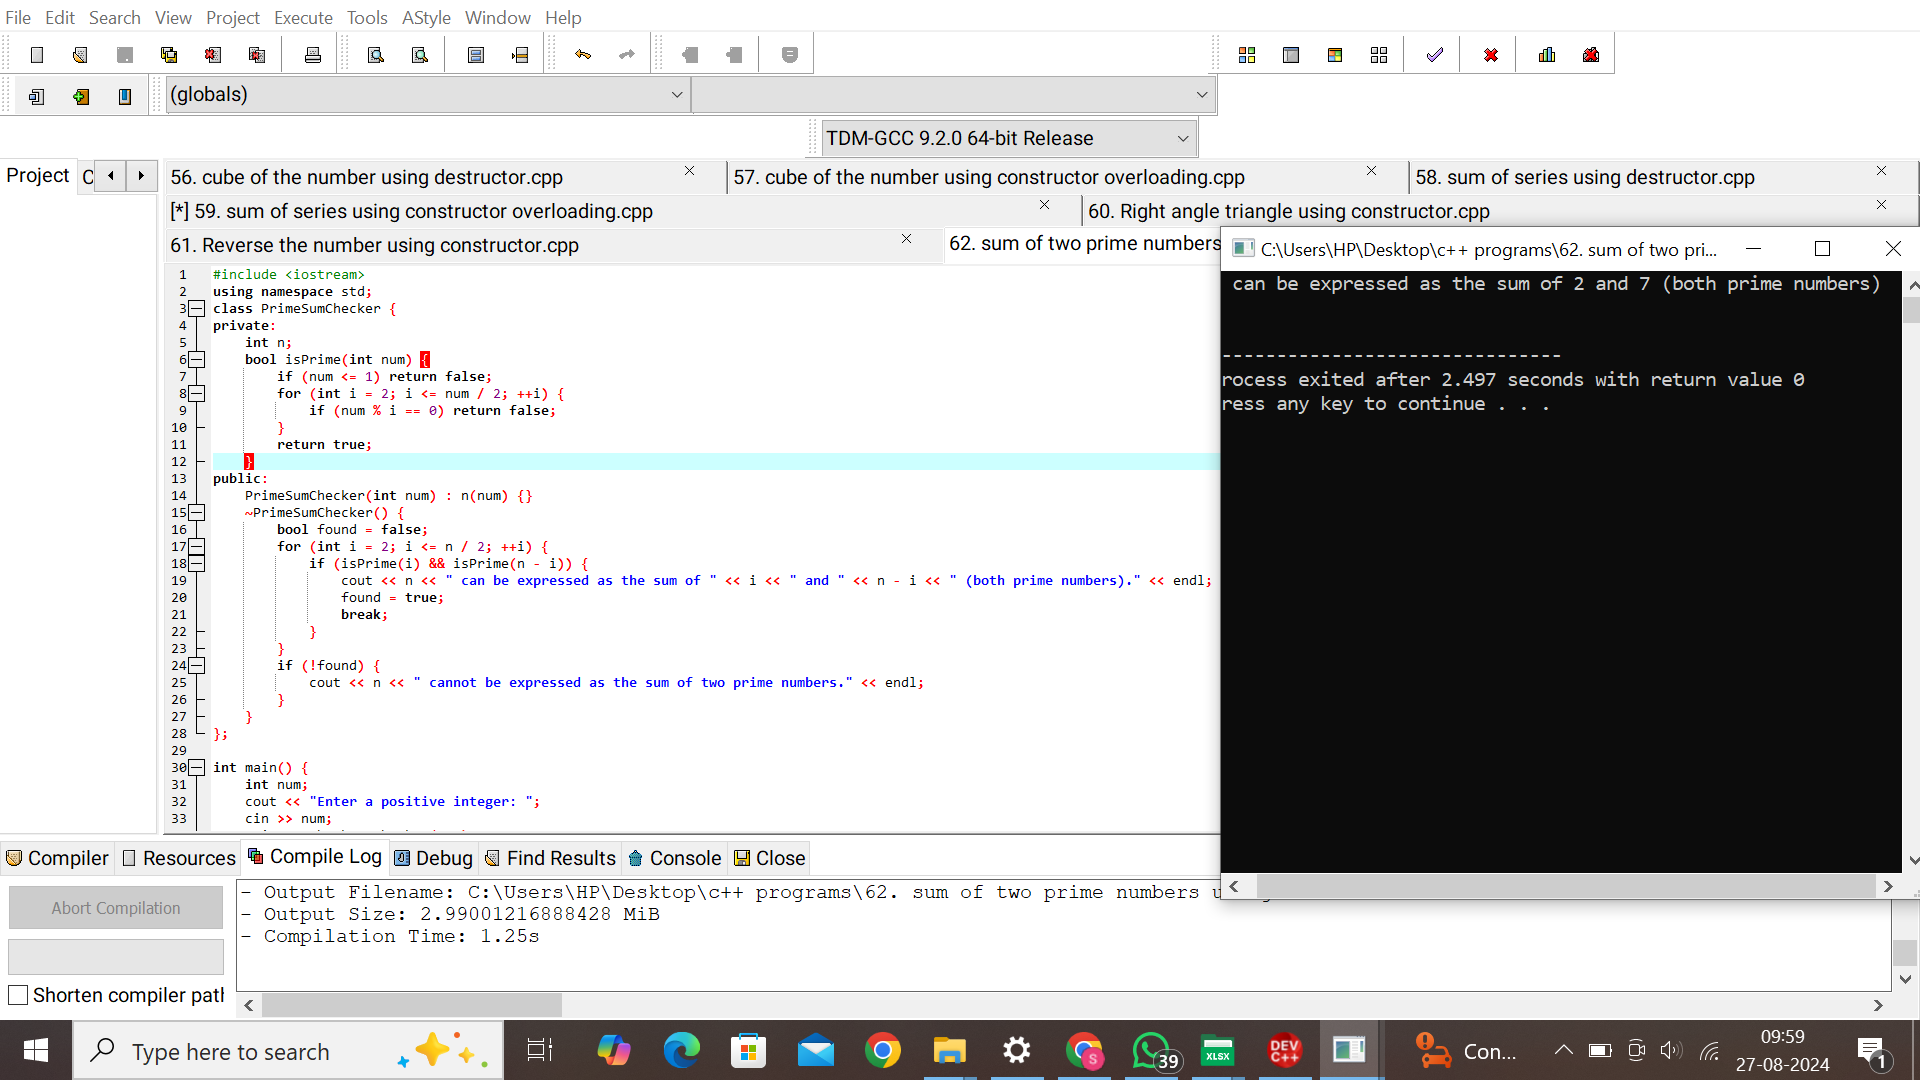 File Edit Search View Project Execute Tools AStyle Window Help
(globals)
TDM-GCC 9.2.0 64-bit Release
Project C
56. cube of the number using destructor.cpp
57. cube of the number using constructor overloading.cpp
58. sum of series using destructor.cpp
[*] 59. sum of series using constructor overloading.cpp
60. Right angle triangle using constructor.cpp
61. Reverse the number using constructor.cpp
62. sum of two prime numbers
1 #include <iostream>
2 using namespace std;
3 class PrimeSumChecker {
4 private:
5 int n;
6 bool isPrime(int num) {
7 if (num <= 1) return false;
8 for (int i = 2; i <= num / 2; ++i) {
9 if (num % i == 0) return false;
10 }
11 return true;
12 }
13 public:
14 PrimeSumChecker(int num) : n(num) {}
15 ~PrimeSumChecker() {
16 bool found = false;
17 for (int i = 2; i <= n / 2; ++i) {
18 if (isPrime(i) && isPrime(n - i)) {
19 cout << n << " can be expressed as the sum of " << i << " and " << n - i << " (both prime numbers)." << endl;
20 found = true;
21 break;
22 }
23 }
24 if (!found) {
25 cout << n << " cannot be expressed as the sum of two prime numbers." << endl;
26 }
27 }
28 };
29
30 int main() {
31 int num;
32 cout << "Enter a positive integer: ";
33 cin >> num;
C:\Users\HP\Desktop\c++ programs\62. sum of two pri...
can be expressed as the sum of 2 and 7 (both prime numbers)
-------------------------------
rocess exited after 2.497 seconds with return value 0
ress any key to continue . . .
Compiler Resources Compile Log Debug Find Results Console Close
Abort Compilation
Shorten compiler path
- Output Filename: C:\Users\HP\Desktop\c++ programs\62. sum of two prime numbers
- Output Size: 2.99001216888428 MiB
- Compilation Time: 1.25s
Type here to search
S
39
XLSX
DEV
C++
Con...
09:59
27-08-2024
1